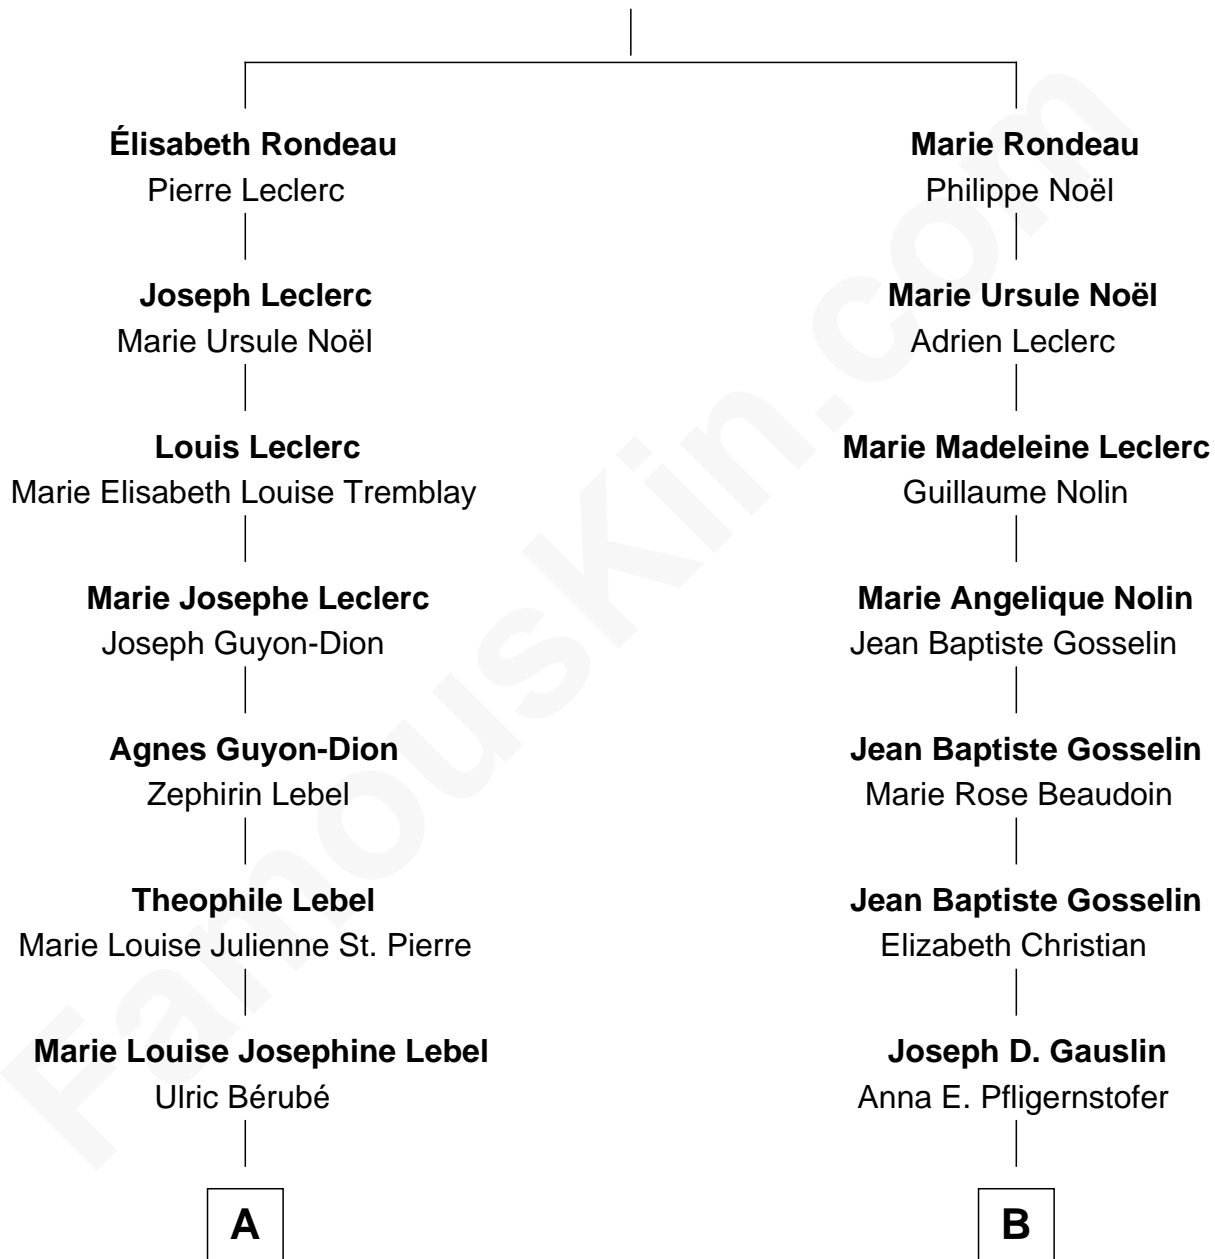 Élisabeth Rondeau
Pierre Leclerc
Joseph Leclerc
Marie Ursule Noël
Louis Leclerc
Marie Elisabeth Louise Tremblay
Marie Josephe Leclerc
Joseph Guyon-Dion
Agnes Guyon-Dion
Zephirin Lebel
Theophile Lebel
Marie Louise Julienne St. Pierre
Marie Louise Josephine Lebel
Ulric Bérubé
A
Marie Rondeau
Philippe Noël
Marie Ursule Noël
Adrien Leclerc
Marie Madeleine Leclerc
Guillaume Nolin
Marie Angelique Nolin
Jean Baptiste Gosselin
Jean Baptiste Gosselin
Marie Rose Beaudoin
Jean Baptiste Gosselin
Elizabeth Christian
Joseph D. Gauslin
Anna E. Pfligernstofer
B
FamousKin.com